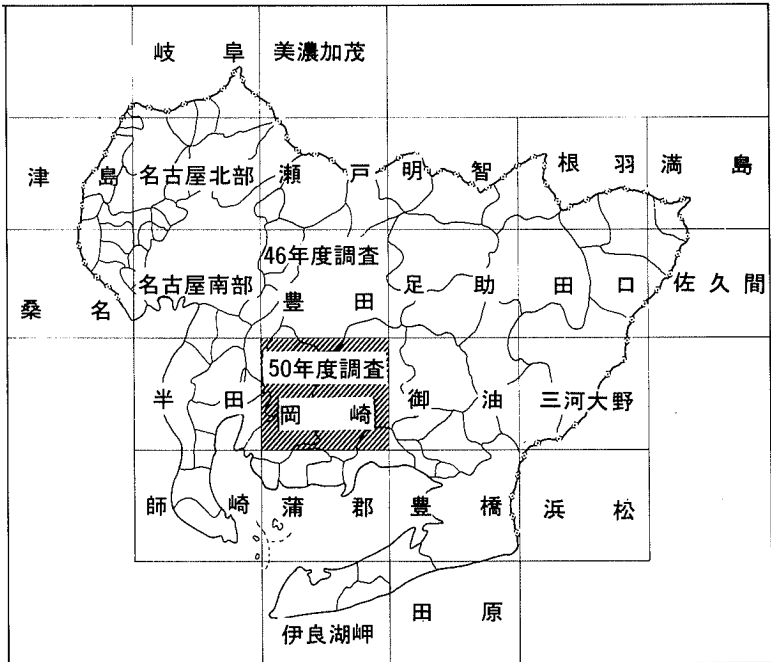 岐阜 美濃加茂
津島 名古屋北部 瀬戸 明智 根羽 満島
46年度調査
桑名 名古屋南部 豊田 足助 田口 佐久間
50年度調査
半田 岡崎 御油 三河大野
師崎 蒲郡 豊橋 浜松
伊良湖岬 田原